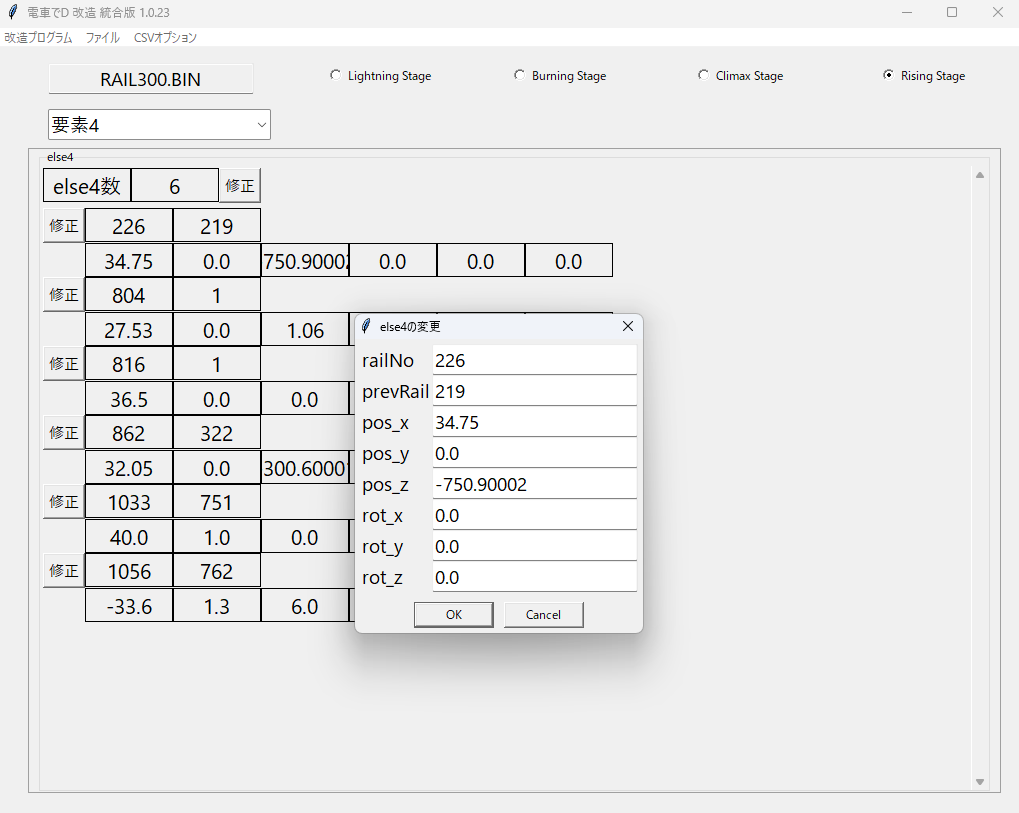 電車でD 改造 統合版 1.0.23
改造プログラム ファイル CSVオプション
RAIL300.BIN Lightning Stage Burning Stage Climax Stage Rising Stage
要素4
else4
else4数 6 修正
修正 226 219
34.75 0.0 750.90002 0.0 0.0 0.0
修正 804 1
27.53 0.0 1.06
修正 816 1
36.5 0.0 0.0
修正 862 322
32.05 0.0 300.6000
修正 1033 751
40.0 1.0 0.0
修正 1056 762
-33.6 1.3 6.0
else4の変更
railNo 226
prevRail 219
pos_x 34.75
pos_y 0.0
pos_z -750.90002
rot_x 0.0
rot_y 0.0
rot_z 0.0
OK Cancel